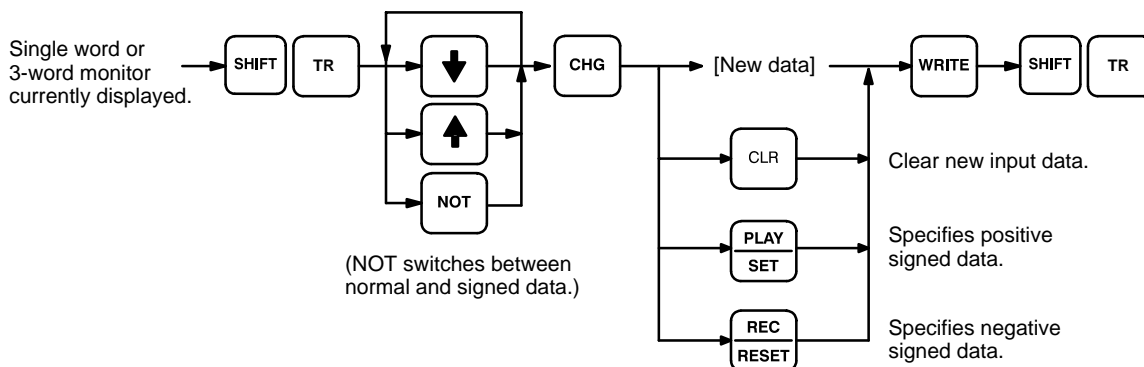 Single word or
3-word monitor
currently displayed.
SHIFT
TR
NOT
(NOT switches between
normal and signed data.)
CHG
[New data]
CLR
PLAY
SET
REC
RESET
WRITE
SHIFT
TR
Clear new input data.
Specifies positive
signed data.
Specifies negative
signed data.